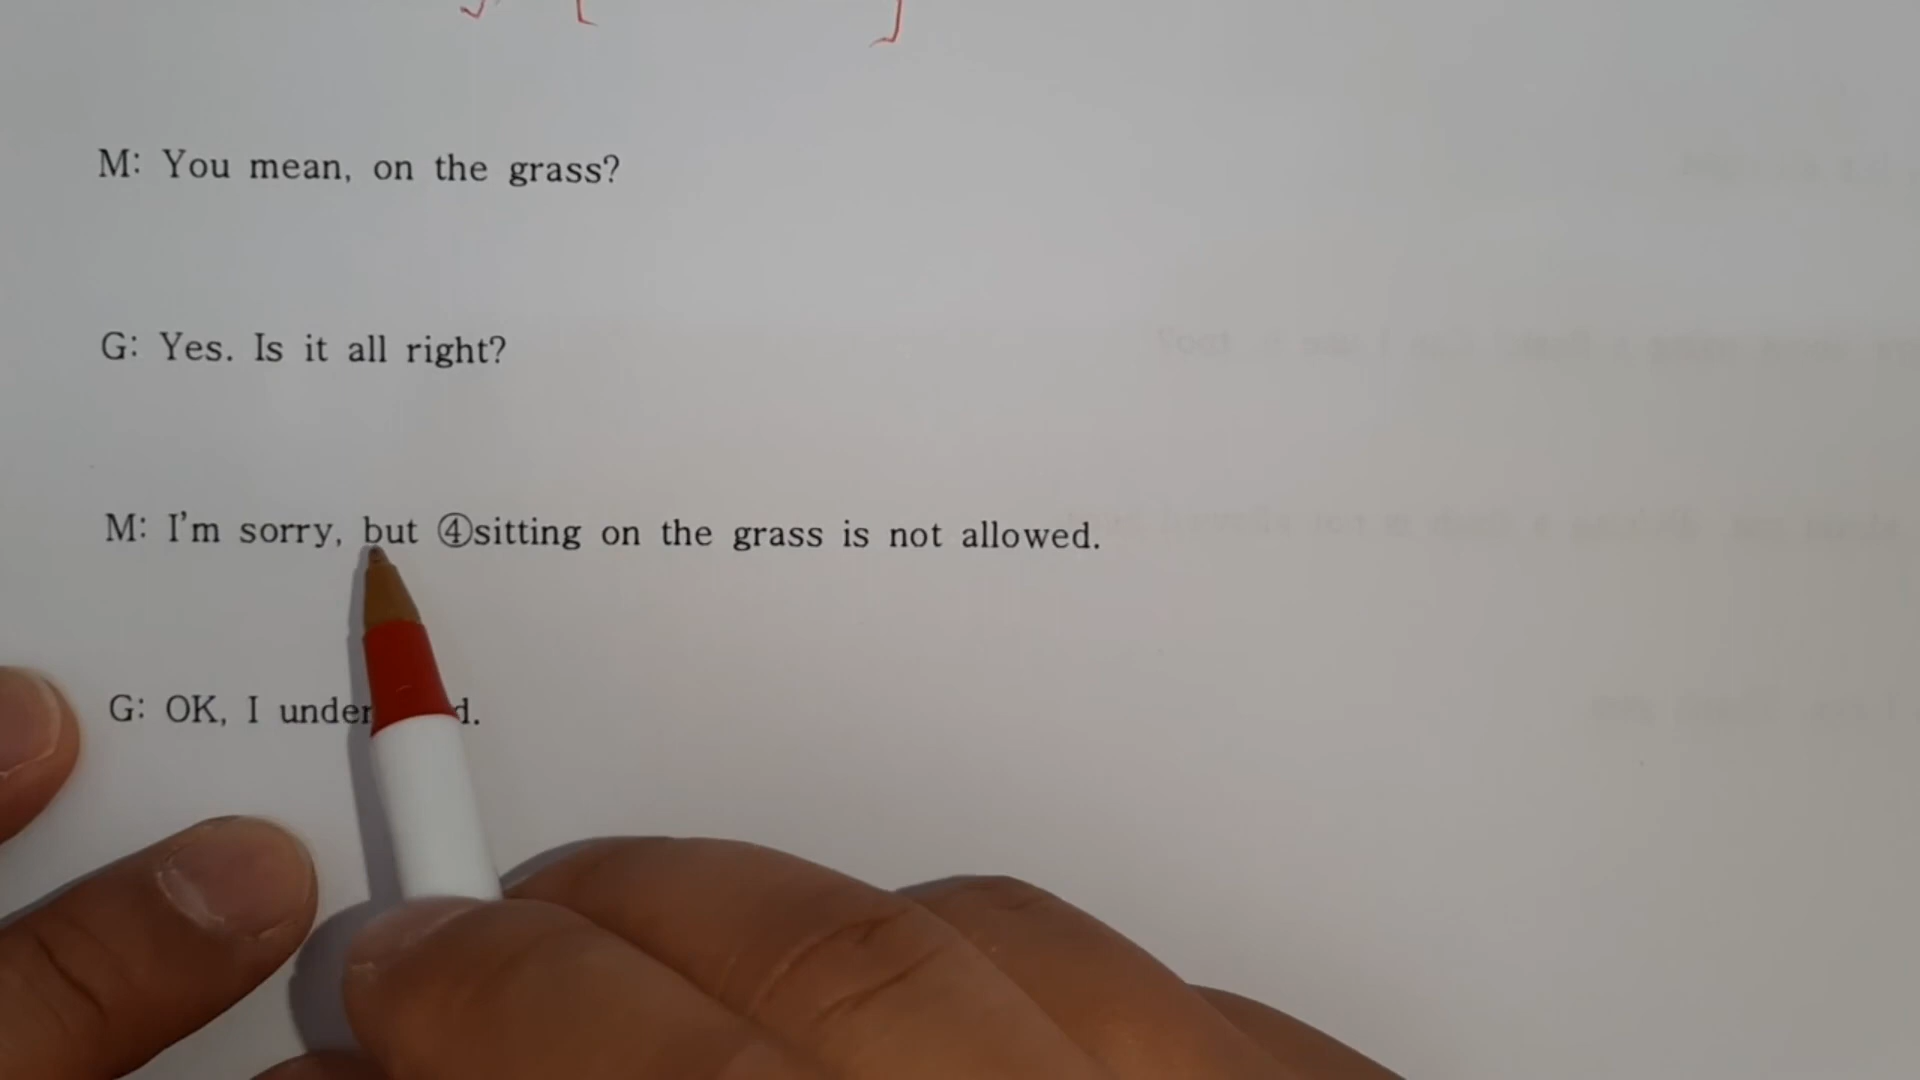 M: You mean, on the grass?
G: Yes. Is it all right?
M: I'm sorry, but ④sitting on the grass is not allowed.
G: OK, I